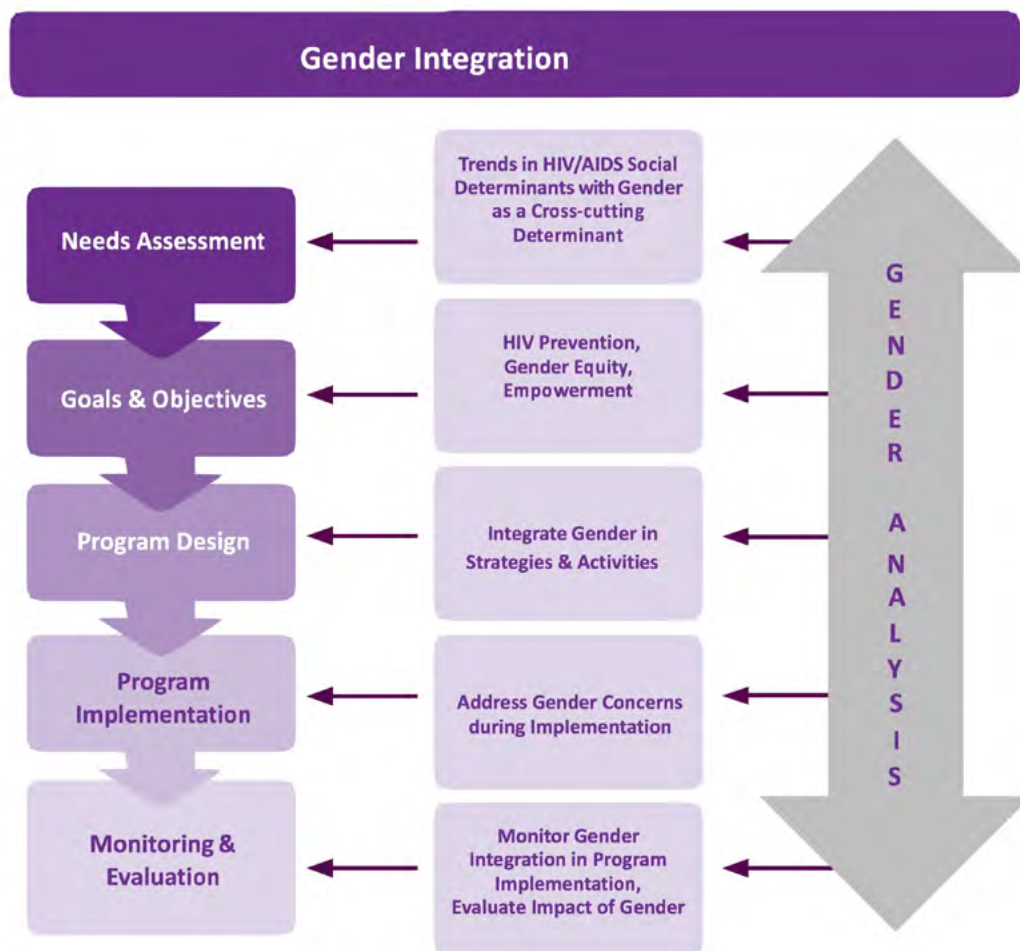 Gender Integration
Needs Assessment
Trends in HIV/AIDS Social
Determinants with Gender
as a Cross-cutting
Determinant
Goals & Objectives
HIV Prevention,
Gender Equity,
Empowerment
Program Design
Integrate Gender in
Strategies & Activities
Program
Implementation
Address Gender Concerns
during Implementation
Monitoring &
Evaluation
Monitor Gender
Integration in Program
Implementation,
Evaluate Impact of Gender
GENDER ANALYSIS